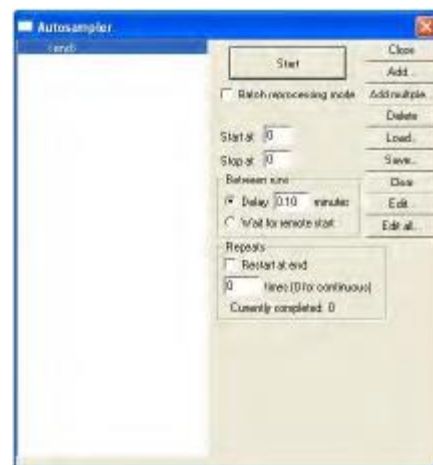 Autosampler
(end)
Start
Batch reprocessing mode
Start at 0
Stop at 0
Between runs
Delay 0.10 minutes
Wait for remote start
Repeats
Restart at end
0 times (0 for continuous)
Currently completed: 0
Close
Add...
Add multiple...
Delete
Load...
Save...
Clear
Edit
Edit all...